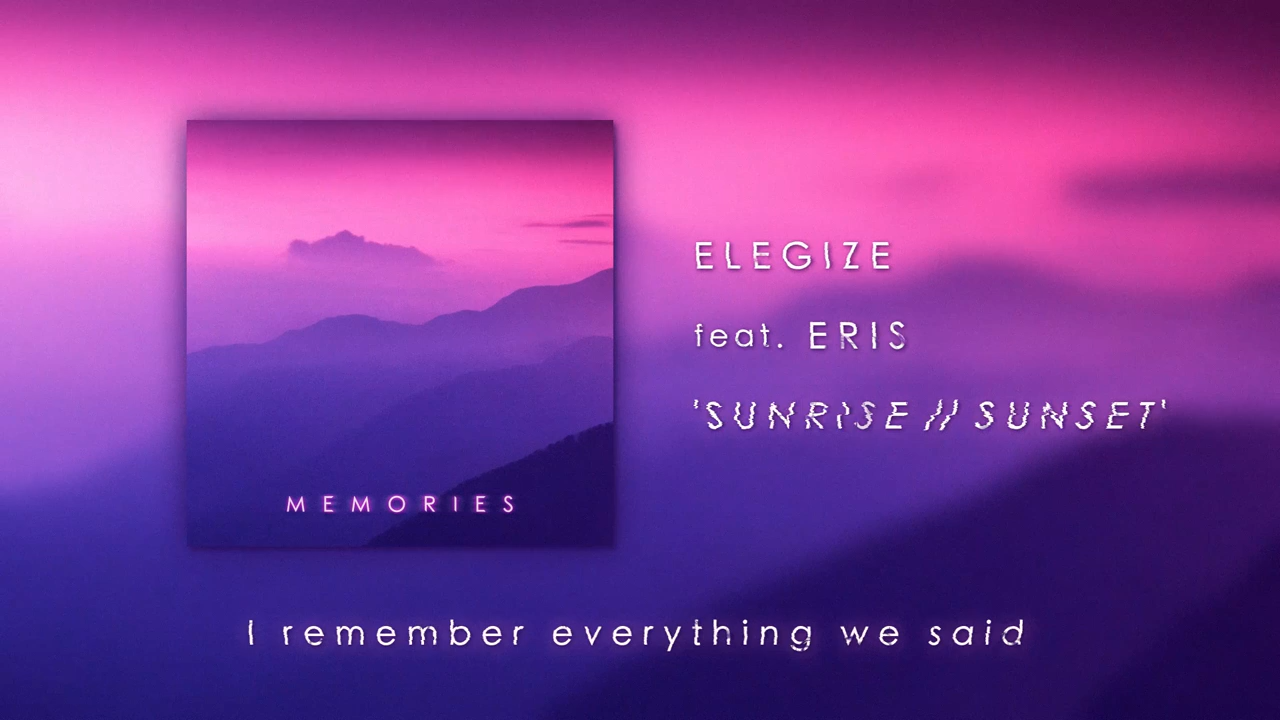 ELEGIZE
feat. ERIS
'SUNRISE // SUNSET'
MEMORIES
I remember everything we said